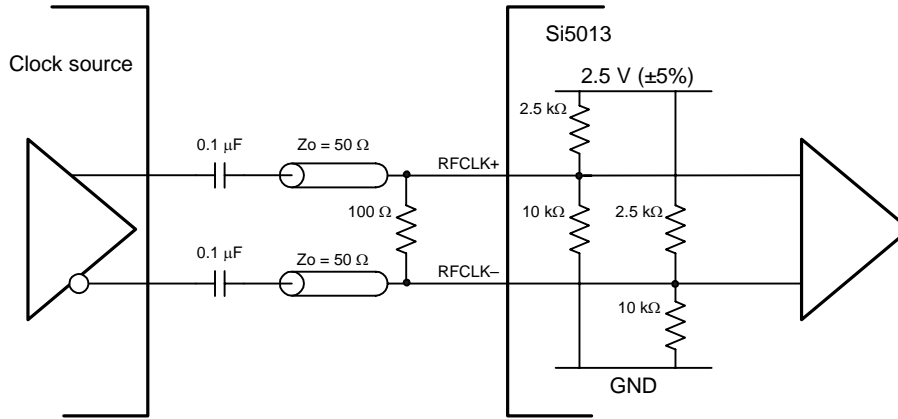 Si5013
Clock source
2.5 V (±5%)
2.5 kΩ
0.1 μF
Zo = 50 Ω
RFCLK+
100 Ω
10 kΩ
2.5 kΩ
0.1 μF
Zo = 50 Ω
RFCLK–
10 kΩ
GND